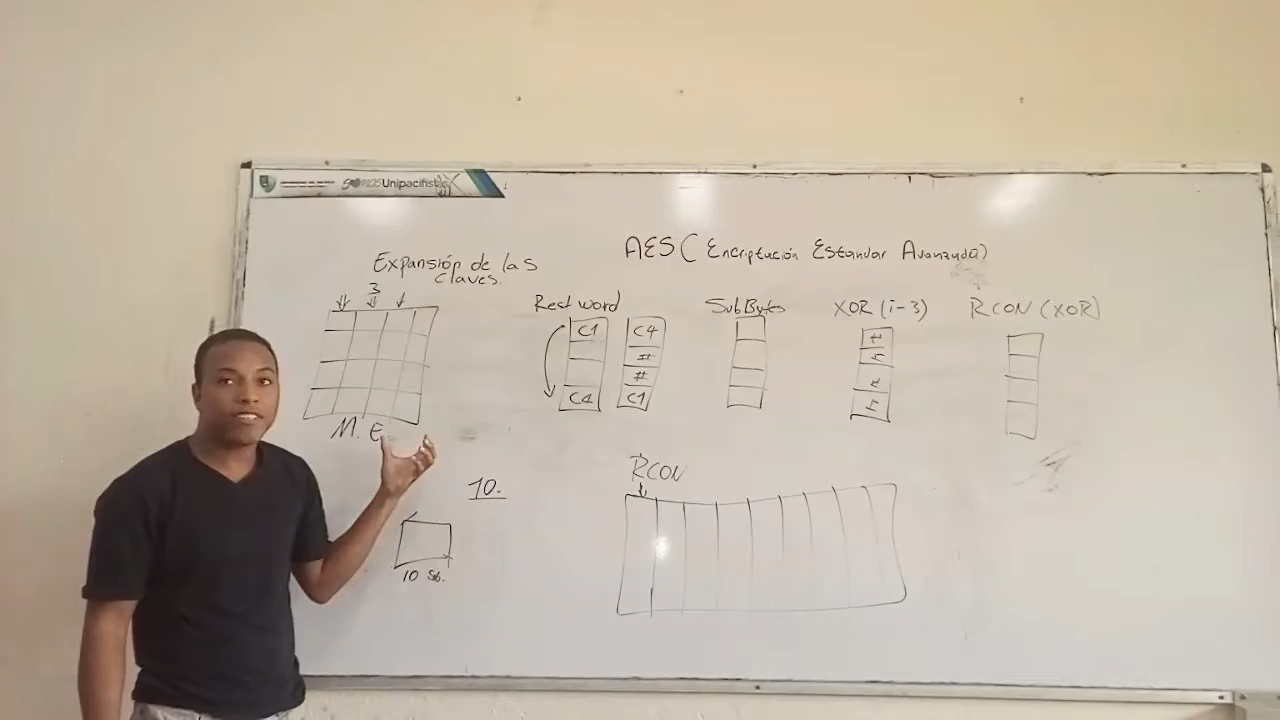 somos Unipacifista
AES( Encriptación Estandar Avanzada)
Expansión de las
claves.
3
Rect word
SubBytes
XOR (i-3)
RCON (XOR)
C1
C4
#
#
C4
C1
M. E
RCON
10.
10 Sb.